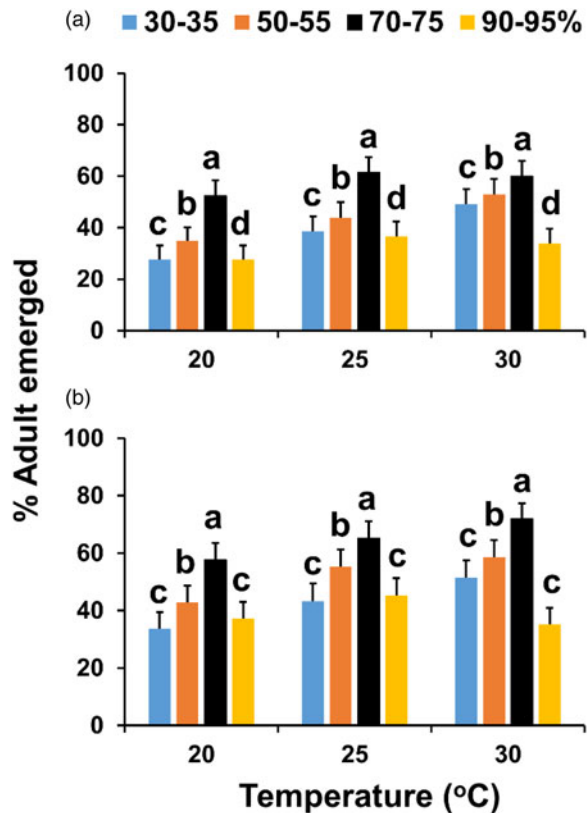 (a) 30-35 50-55 70-75 90-95%
100
80
60
40
20
0
c b a d c b a d c b a d
20 25 30
(b)
100
80
60
40
20
0
c b a c c b a c c b a c
20 25 30
% Adult emerged
Temperature (oC)